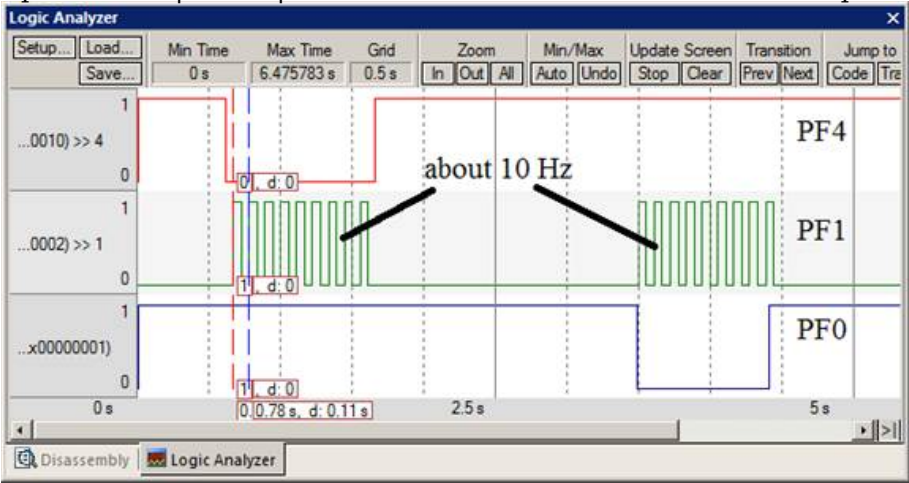 Logic Analyzer
Setup... Load... Min Time Max Time Grid Zoom Min/Max Update Screen Transition Jump to
Save... 0 s 6.475783 s 0.5 s In Out All Auto Undo Stop Clear Prev Next Code Tra
1
...0010) >> 4
0
PF4
0 , d: 0
about 10 Hz
1
...0002) >> 1
0
PF1
1 , d: 0
1
...x00000001)
0
PF0
1 , d: 0
0 s 0. 0.78 s, d: 0.11 s 2.5 s 5 s
Disassembly Logic Analyzer